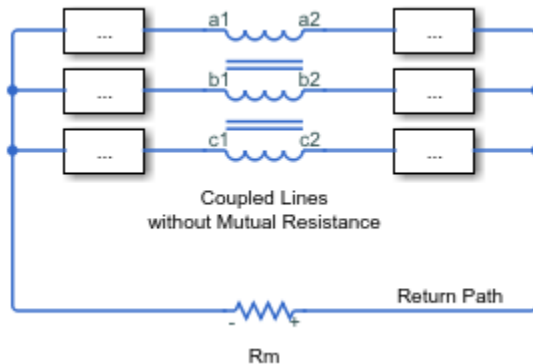 ... a1 a2 ...
... b1 b2 ...
... c1 c2 ...
Coupled Lines
without Mutual Resistance
Return Path
- +
Rm